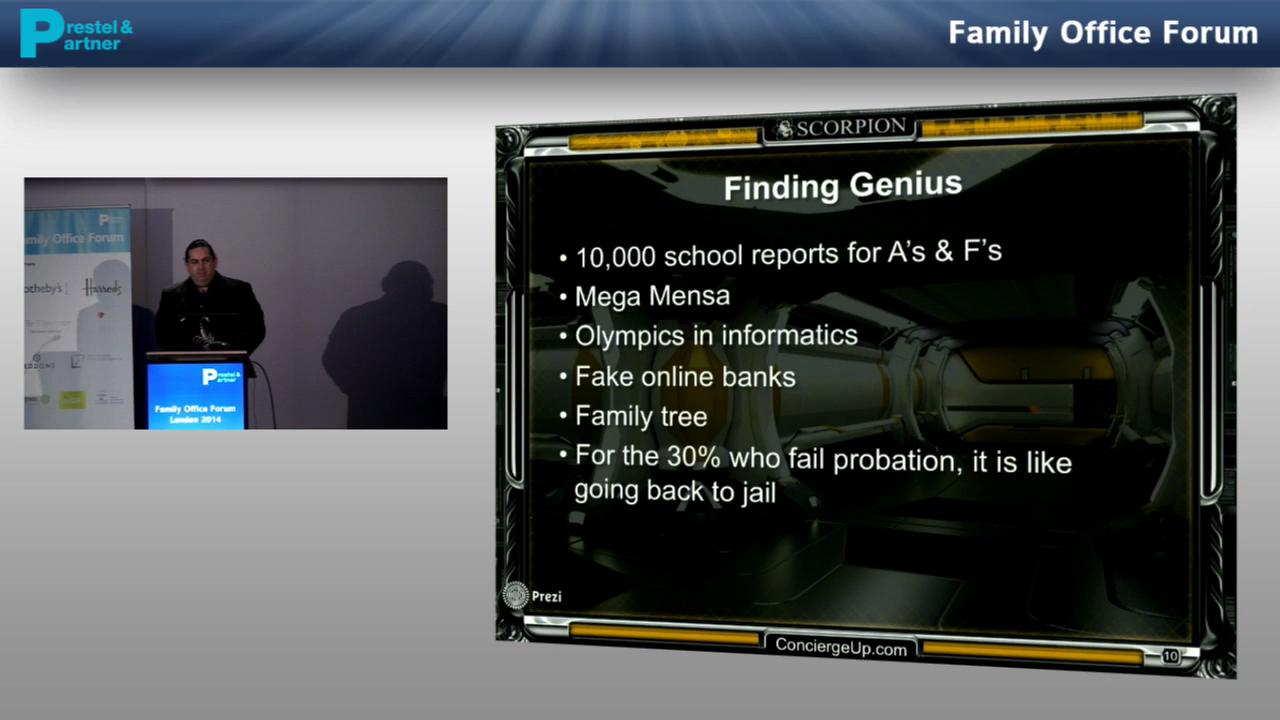 Prestel &
Partner
Family Office Forum
SCORPION
Finding Genius
• 10,000 school reports for A's & F's
• Mega Mensa
• Olympics in informatics
• Fake online banks
• Family tree
• For the 30% who fail probation, it is like
going back to jail
Prezi
ConciergeUp.com
10
Family Office Forum
Harrods
Prestel &
Partner
Family Office Forum
London 2014